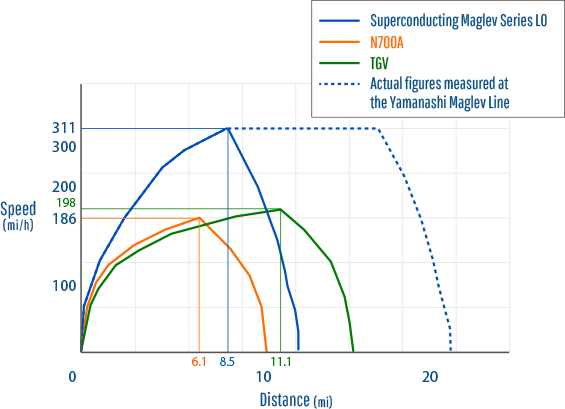 Superconducting Maglev Series L0
N700A
TGV
Actual figures measured at
the Yamanashi Maglev Line
311
300
200
198
186
100
Speed
(mi/h)
0
6.1
8.5
10
11.1
20
Distance (mi)